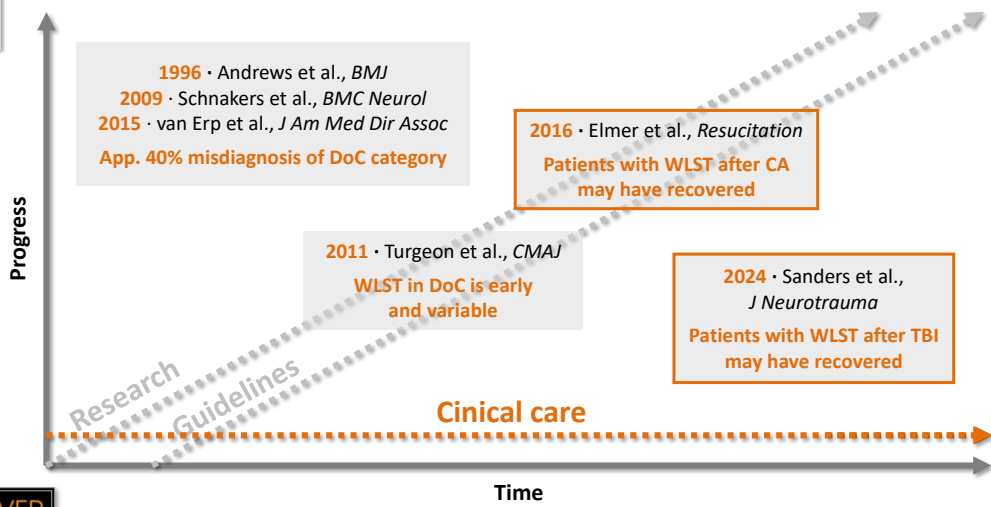 1996 · Andrews et al., BMJ
2009 · Schnakers et al., BMC Neurol
2015 · van Erp et al., J Am Med Dir Assoc
App. 40% misdiagnosis of DoC category
2016 · Elmer et al., Resucitation
Patients with WLST after CA
may have recovered
2011 · Turgeon et al., CMAJ
WLST in DoC is early
and variable
2024 · Sanders et al.,
J Neurotrauma
Patients with WLST after TBI
may have recovered
Progress
Research
Guidelines
Cinical care
Time